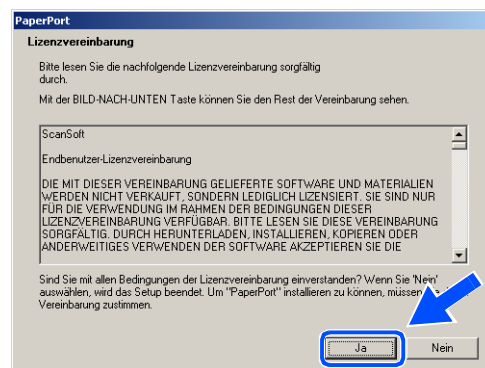 PaperPort
Lizenzvereinbarung
Bitte lesen Sie die nachfolgende Lizenzvereinbarung sorgfältig
durch.
Mit der BILD-NACH-UNTEN Taste können Sie den Rest der Vereinbarung sehen.
ScanSoft
Endbenutzer-Lizenzvereinbarung
DIE MIT DIESER VEREINBARUNG GELIEFERTE SOFTWARE UND MATERIALIEN
WERDEN NICHT VERKAUFT, SONDERN LEDIGLICH LIZENSIERT. SIE SIND NUR
FÜR DIE VERWENDUNG IM RAHMEN DER BEDINGUNGEN DIESER
LIZENZVEREINBARUNG VERFÜGBAR. BITTE LESEN SIE DIESE VEREINBARUNG
SORGFÄLTIG. DURCH HERUNTERLADEN, INSTALLIEREN, KOPIEREN ODER
ANDERWEITIGES VERWENDEN DER SOFTWARE AKZEPTIEREN SIE DIE
Sind Sie mit allen Bedingungen der Lizenzvereinbarung einverstanden? Wenn Sie 'Nein'
auswählen, wird das Setup beendet. Um "PaperPort" installieren zu können, müssen
Vereinbarung zustimmen.
Ja
Nein